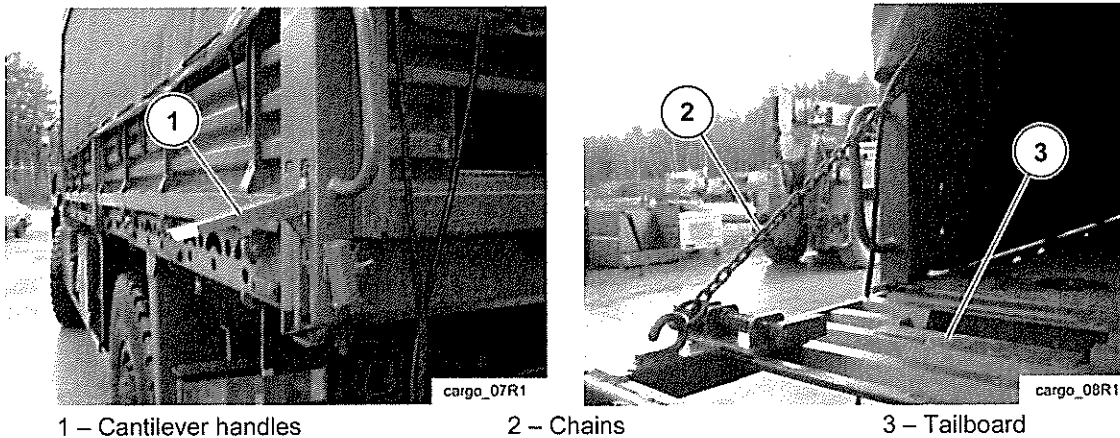 1
2
3
cargo_07R1
cargo_08R1
1 – Cantilever handles
2 – Chains
3 – Tailboard